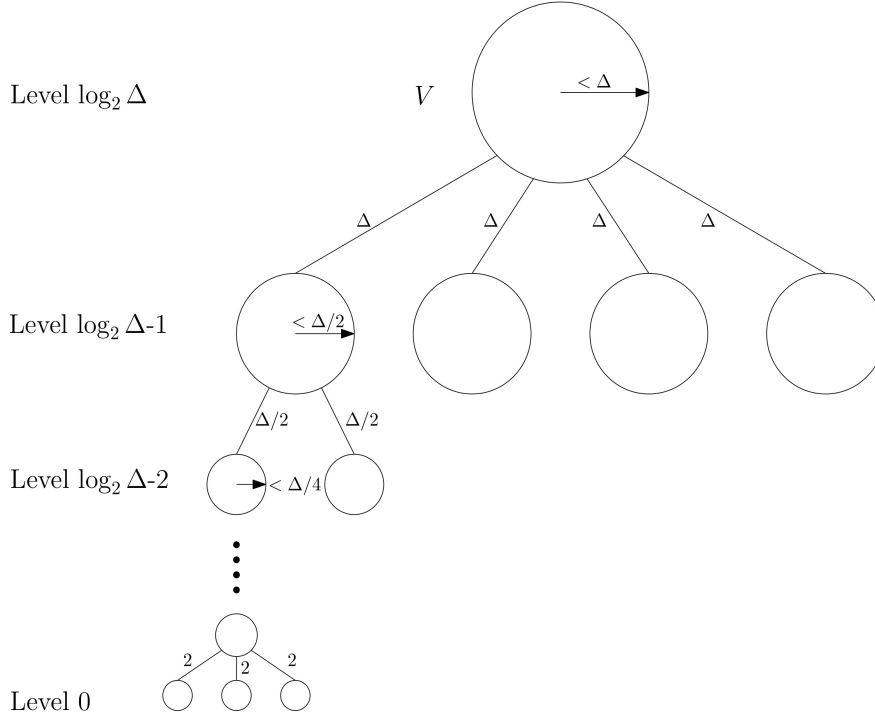 Level log₂ Δ
V
< Δ
Δ Δ Δ Δ
Level log₂ Δ-1
< Δ/2
Δ/2 Δ/2
Level log₂ Δ-2
< Δ/4
2 2 2
Level 0